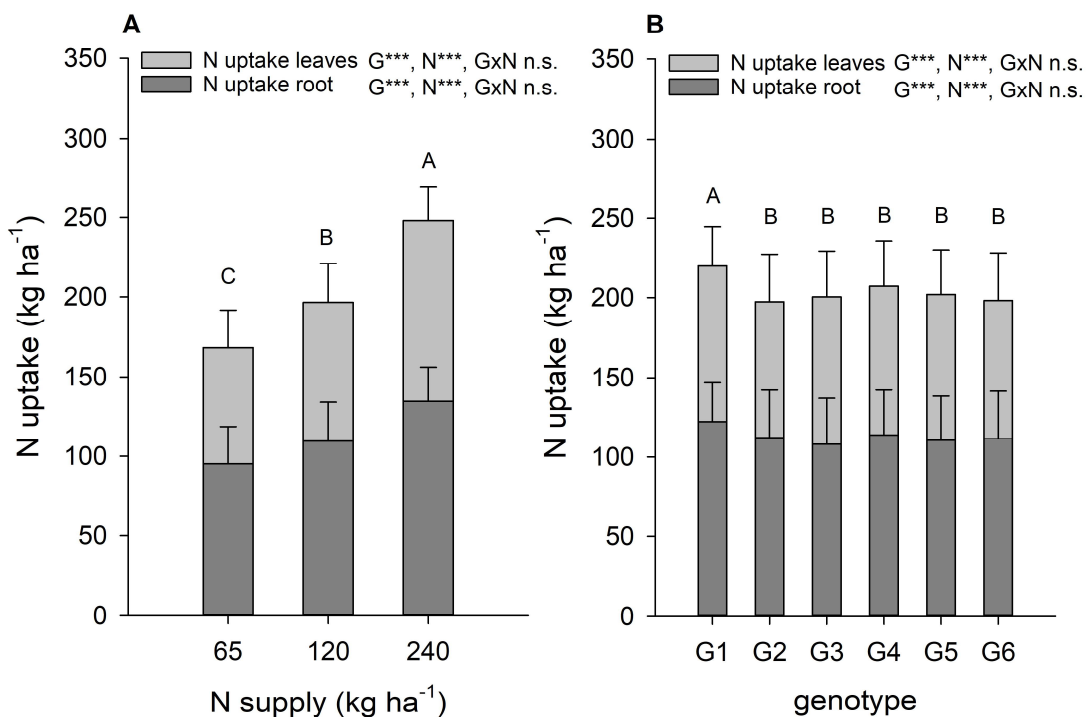 A
N uptake leaves G***, N***, GxN n.s.
N uptake root G***, N***, GxN n.s.
350
300
250
200
150
100
50
0
N uptake (kg ha⁻¹)
C
B
A
65 120 240
N supply (kg ha⁻¹)
B
N uptake leaves G***, N***, GxN n.s.
N uptake root G***, N***, GxN n.s.
350
300
250
200
150
100
50
0
N uptake (kg ha⁻¹)
A B B B B B
G1 G2 G3 G4 G5 G6
genotype